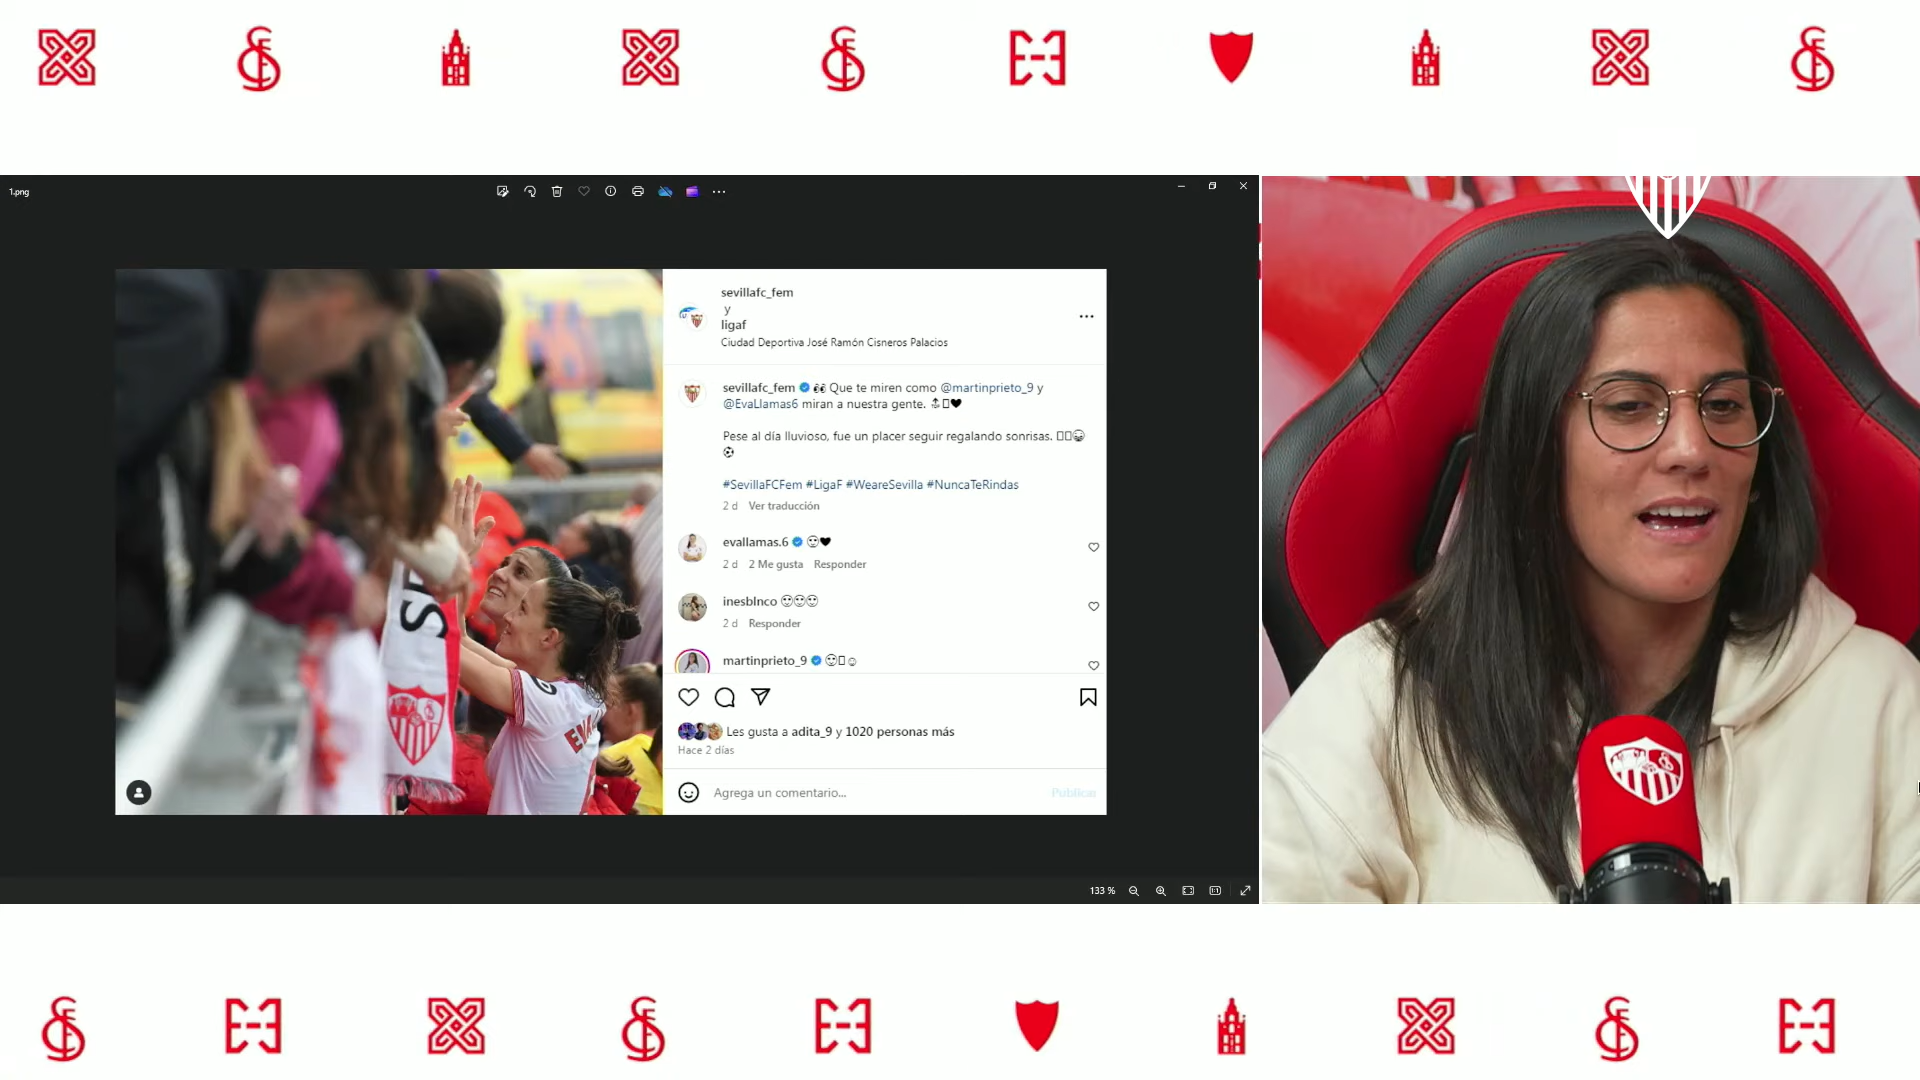 1.png
sevillafc_fem
y
ligaf
Ciudad Deportiva José Ramón Cisneros Palacios
sevillafc_fem 👀 Que te miren como @martinprieto_9 y
@EvaLlamas6 miran a nuestra gente.
Pese al día lluvioso, fue un placer seguir regalando sonrisas.
#SevillaFCFem #LigaF #WeareSevilla #NuncaTeRindas
2 d Ver traducción
evallamas.6
2 d 2 Me gusta Responder
inesblnco
2 d Responder
martinprieto_9
Les gusta a adita_9 y 1020 personas más
Hace 2 días
Agrega un comentario...
Publicar
133 %